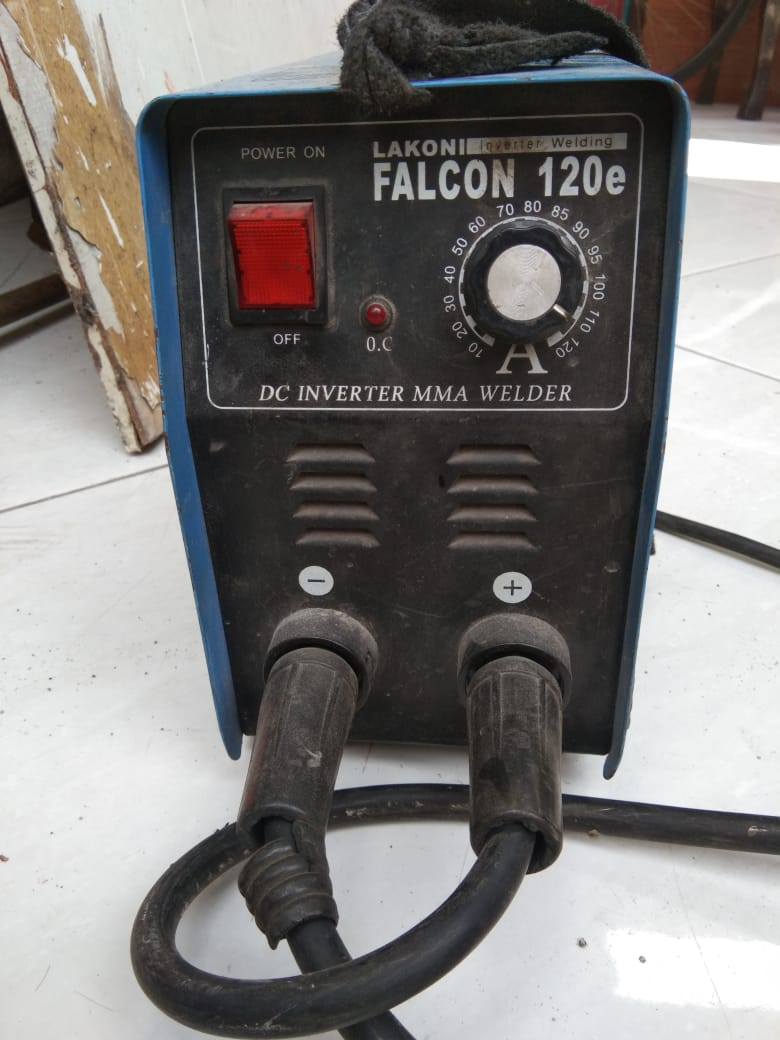 POWER ON
LAKONI Inverter Welding
FALCON 120e
10 20 30 40 50 60 70 80 85 90 95 100 110 120
A
OFF
O.C
DC INVERTER MMA WELDER
− +